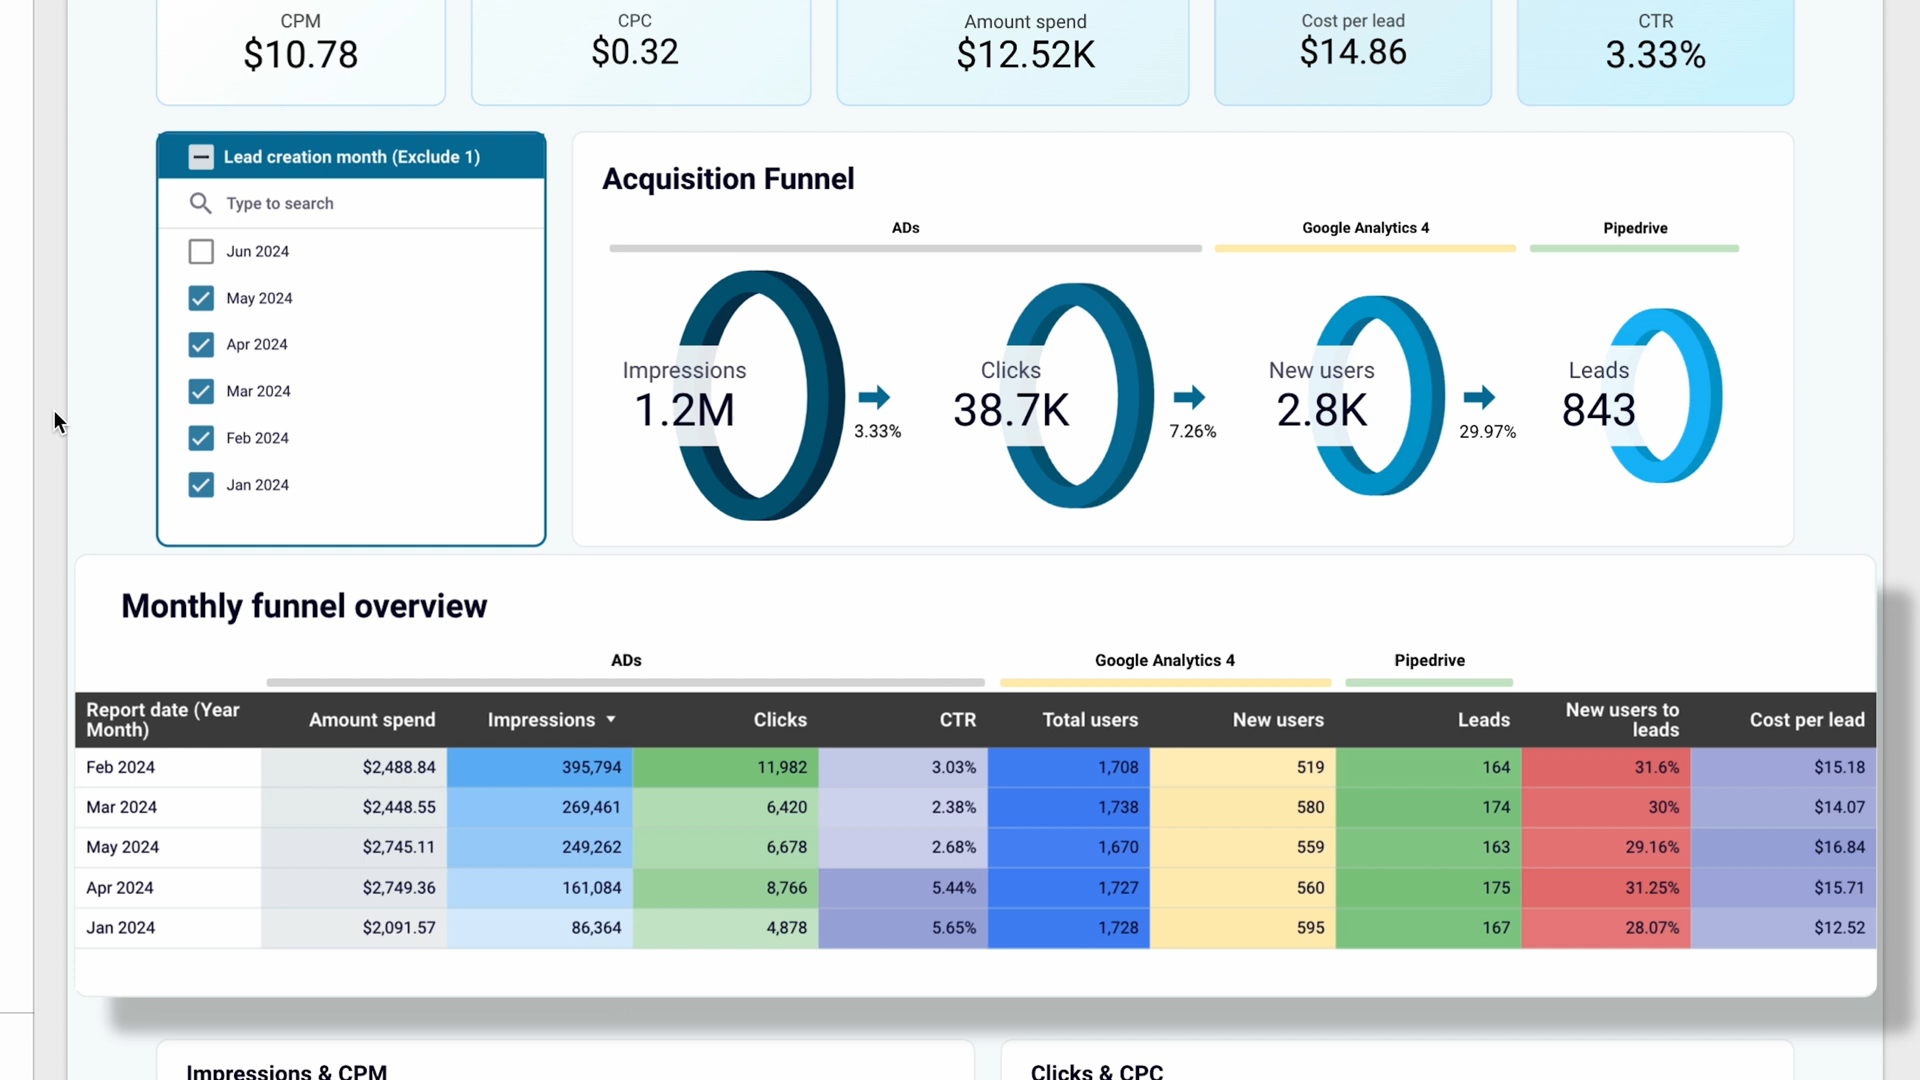 CPM
$10.78
CPC
$0.32
Amount spend
$12.52K
Cost per lead
$14.86
CTR
3.33%
Lead creation month (Exclude 1)
Type to search
Jun 2024
May 2024
Apr 2024
Mar 2024
Feb 2024
Jan 2024
Acquisition Funnel
ADs
Google Analytics 4
Pipedrive
Impressions
1.2M
3.33%
Clicks
38.7K
7.26%
New users
2.8K
29.97%
Leads
843
Monthly funnel overview
ADs
Google Analytics 4
Pipedrive
Report date (Year Month) Amount spend Impressions Clicks CTR Total users New users Leads New users to leads Cost per lead
Feb 2024 $2,488.84 395,794 11,982 3.03% 1,708 519 164 31.6% $15.18
Mar 2024 $2,448.55 269,461 6,420 2.38% 1,738 580 174 30% $14.07
May 2024 $2,745.11 249,262 6,678 2.68% 1,670 559 163 29.16% $16.84
Apr 2024 $2,749.36 161,084 8,766 5.44% 1,727 560 175 31.25% $15.71
Jan 2024 $2,091.57 86,364 4,878 5.65% 1,728 595 167 28.07% $12.52
Impressions & CPM
Clicks & CPC